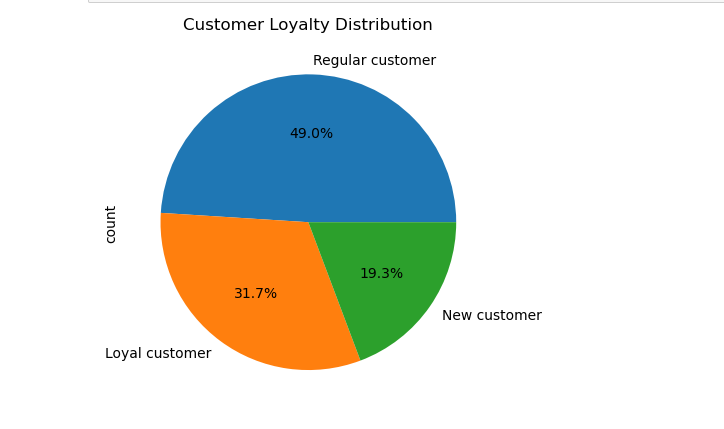 Customer Loyalty Distribution
Regular customer
49.0%
count
19.3%
31.7%
New customer
Loyal customer